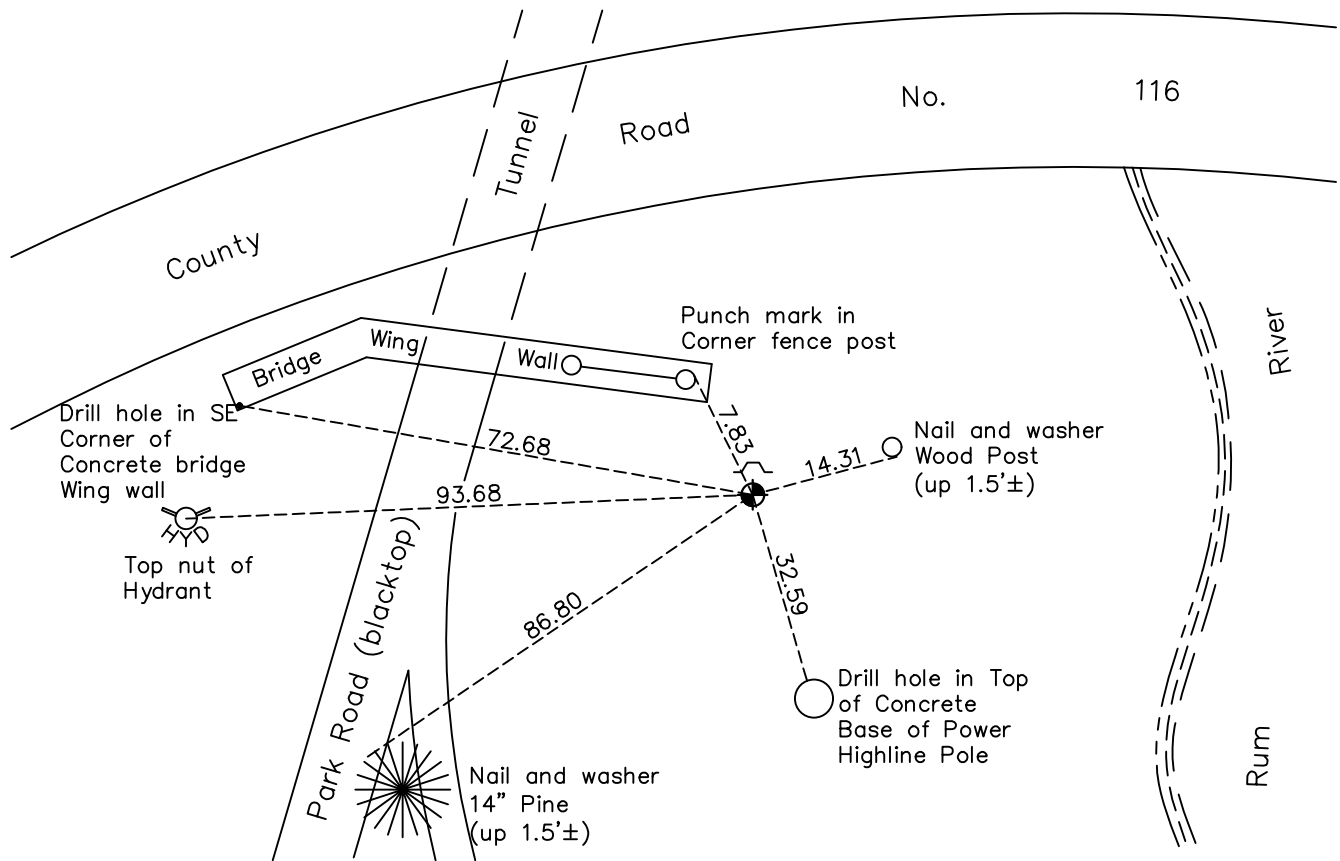 No.
116
Road
Tunnel
County
Punch mark in
Corner fence post
River
Wing
Wall
Bridge
Drill hole in SE
Corner of
Concrete bridge
Wing wall
72.68
7.83
14.31
Nail and washer
Wood Post
(up 1.5'±)
93.68
HYD
Top nut of
Hydrant
32.59
86.80
Park Road (blacktop)
Drill hole in Top
of Concrete
Base of Power
Highline Pole
Rum
Nail and washer
14” Pine
(up 1.5'±)